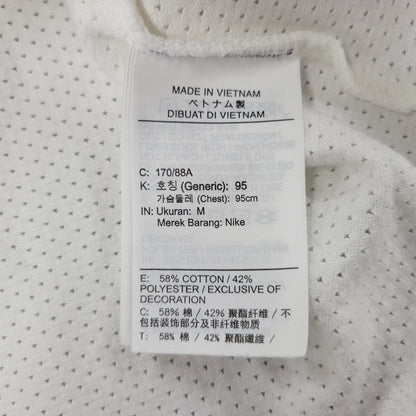 MADE IN VIETNAM
ベトナム製
DIBUAT DI VIETNAM
C: 170/88A
K: 호칭 (Generic): 95
가슴둘레 (Chest): 95cm
IN: Ukuran: M
Merek Barang: Nike
E: 58% COTTON / 42%
POLYESTER / EXCLUSIVE OF
DECORATION
C: 58% 棉 / 42% 聚酯纤维 / 不
包括装饰部分及非纤维物质
T: 58% 棉 / 42% 聚酯纖維 /